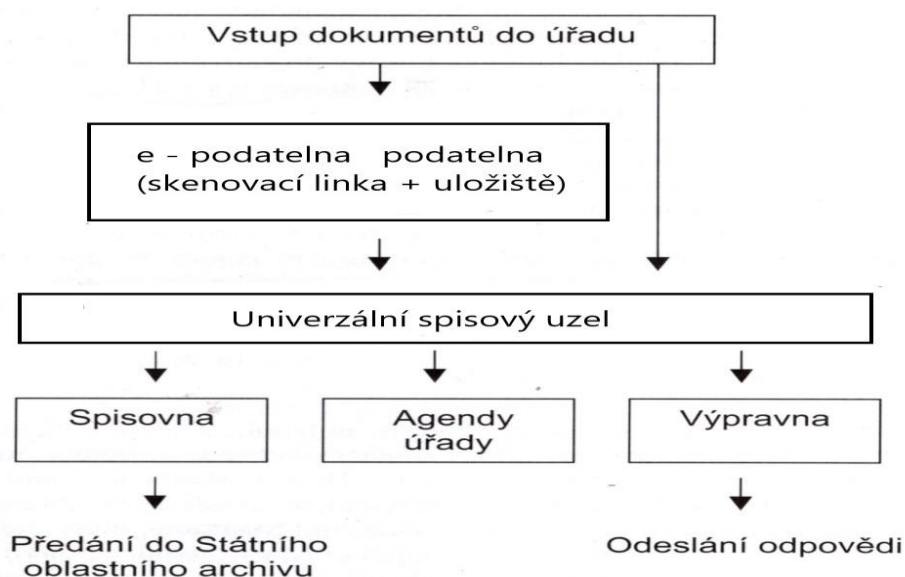 Vstup dokumentů do úřadu
e - podatelna podatelna
(skenovací linka + uložiště)
Univerzální spisový uzel
Spisovna
Agendy
úřady
Výpravna
Předání do Státního
oblastního archivu
Odeslání odpovědi